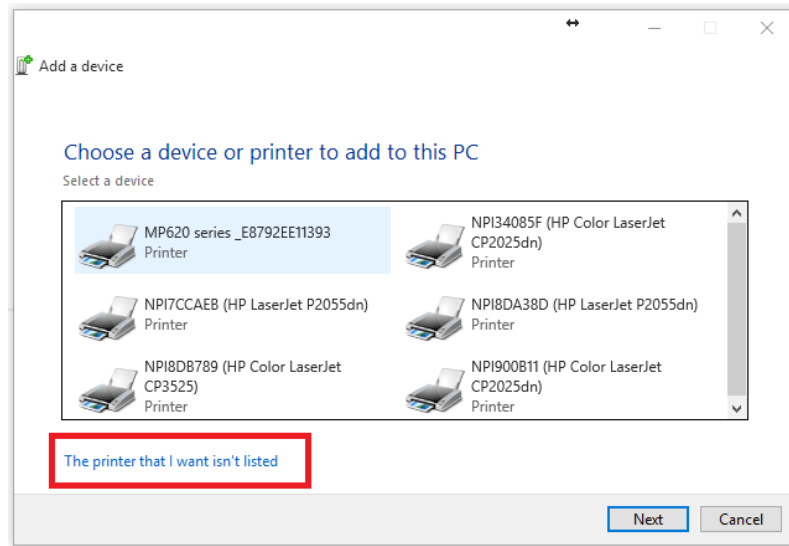 Add a device
Choose a device or printer to add to this PC
Select a device
MP620 series _E8792EE11393
Printer
NPI34085F (HP Color LaserJet
CP2025dn)
Printer
NPI7CCAEB (HP LaserJet P2055dn)
Printer
NPI8DA38D (HP LaserJet P2055dn)
Printer
NPI8DB789 (HP Color LaserJet
CP3525)
Printer
NPI900B11 (HP Color LaserJet
CP2025dn)
Printer
The printer that I want isn't listed
Next
Cancel